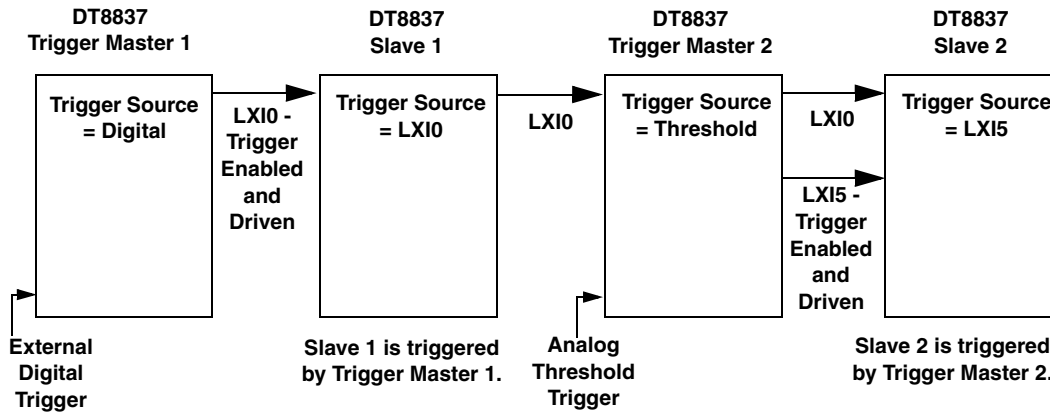 DT8837
Trigger Master 1
DT8837
Slave 1
DT8837
Trigger Master 2
DT8837
Slave 2
Trigger Source
= Digital
LXI0 -
Trigger
Enabled
and
Driven
Trigger Source
= LXI0
LXI0
Trigger Source
= Threshold
LXI0
LXI5 -
Trigger
Enabled
and
Driven
Trigger Source
= LXI5
External
Digital
Trigger
Slave 1 is triggered
by Trigger Master 1.
Analog
Threshold
Trigger
Slave 2 is triggered
by Trigger Master 2.